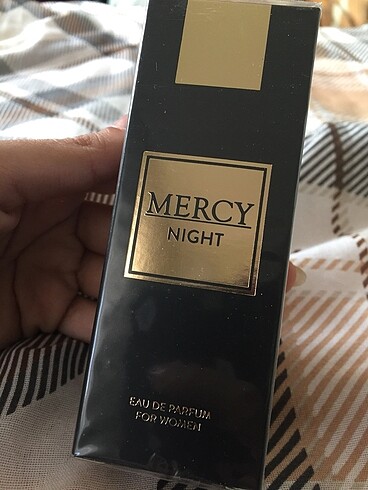 MERCY
NIGHT
EAU DE PARFUM
FOR WOMEN